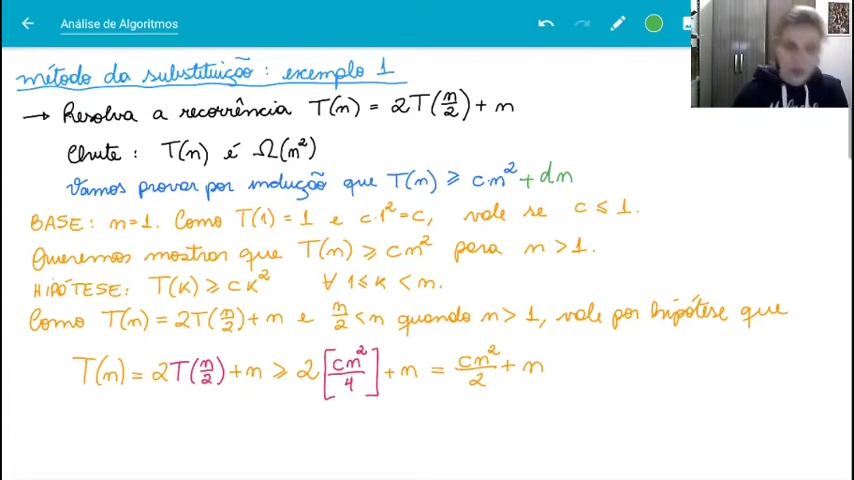 Análise de Algoritmos
método da substituição: exemplo 1
→ Resolva a recorrência T(n) = 2T(n/2) + n
Chute: T(n) é Ω(n²)
Vamos provar por indução que T(n) ≥ c·n² + dn
BASE: n=1. Como T(1) = 1 e c·1² = c, vale se c ≤ 1.
Queremos mostrar que T(n) ≥ cn² para n > 1.
HIPÓTESE: T(k) ≥ ck² ∀ 1 ≤ k < n.
Como T(n) = 2T(n/2) + n e n/2 < n quando n > 1, vale por hipótese que
T(n) = 2T(n/2) + n ≥ 2[cn²/4] + n = cn²/2 + n